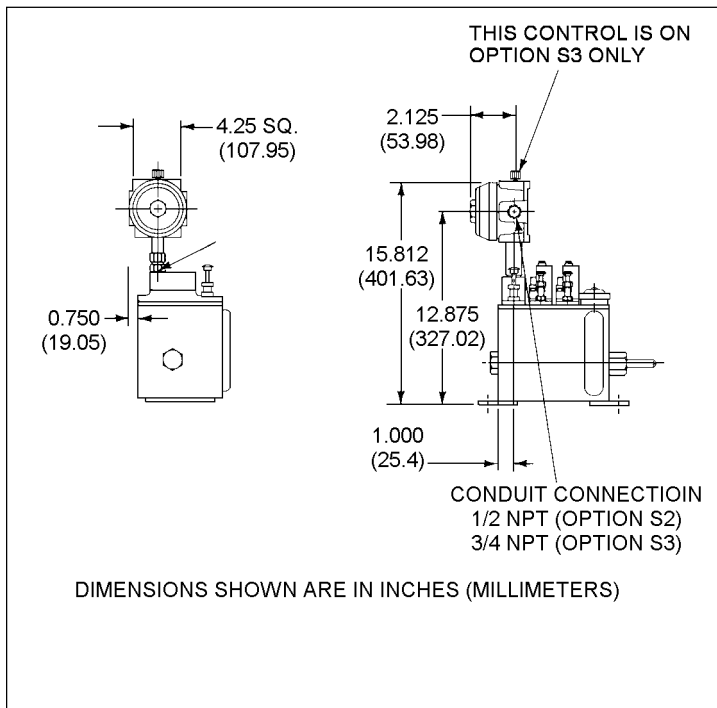 THIS CONTROL IS ON
OPTION S3 ONLY
4.25 SQ.
(107.95)
2.125
(53.98)
15.812
(401.63)
12.875
(327.02)
0.750
(19.05)
1.000
(25.4)
CONDUIT CONNECTIOIN
1/2 NPT (OPTION S2)
3/4 NPT (OPTION S3)
DIMENSIONS SHOWN ARE IN INCHES (MILLIMETERS)